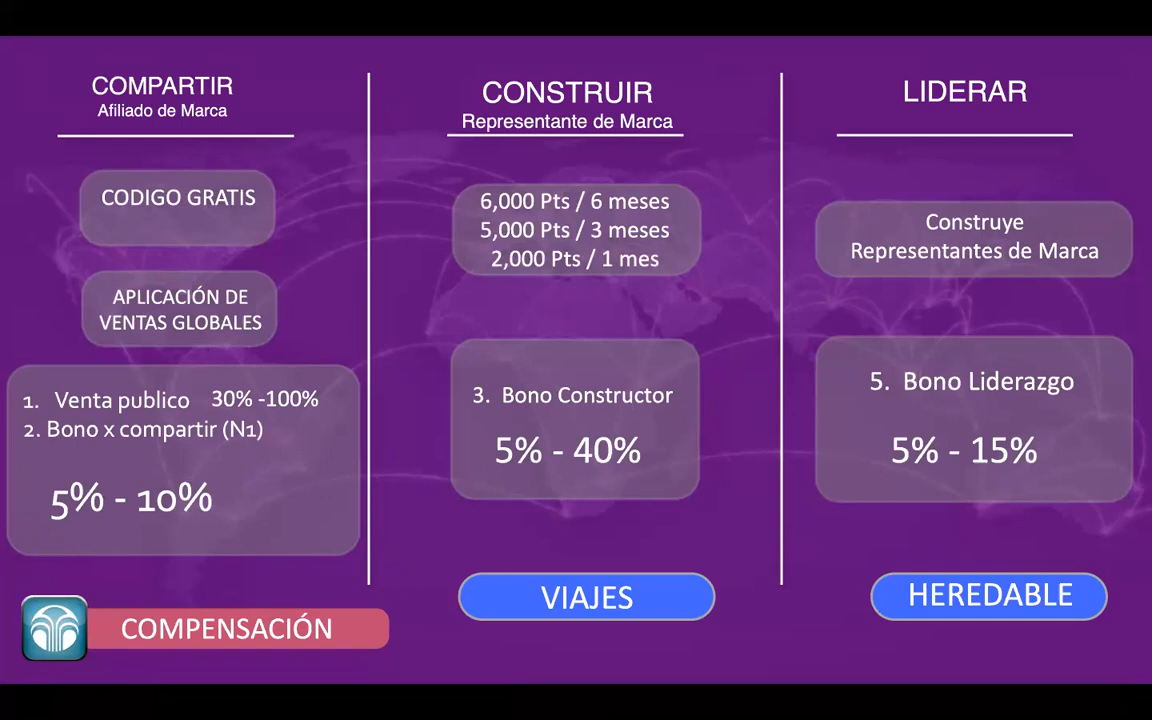 COMPARTIR
Afiliado de Marca
CODIGO GRATIS
APLICACIÓN DE
VENTAS GLOBALES
1. Venta publico 30% -100%
2. Bono x compartir (N1)
5% - 10%
COMPENSACIÓN
CONSTRUIR
Representante de Marca
6,000 Pts / 6 meses
5,000 Pts / 3 meses
2,000 Pts / 1 mes
3. Bono Constructor
5% - 40%
VIAJES
LIDERAR
Construye
Representantes de Marca
5. Bono Liderazgo
5% - 15%
HEREDABLE